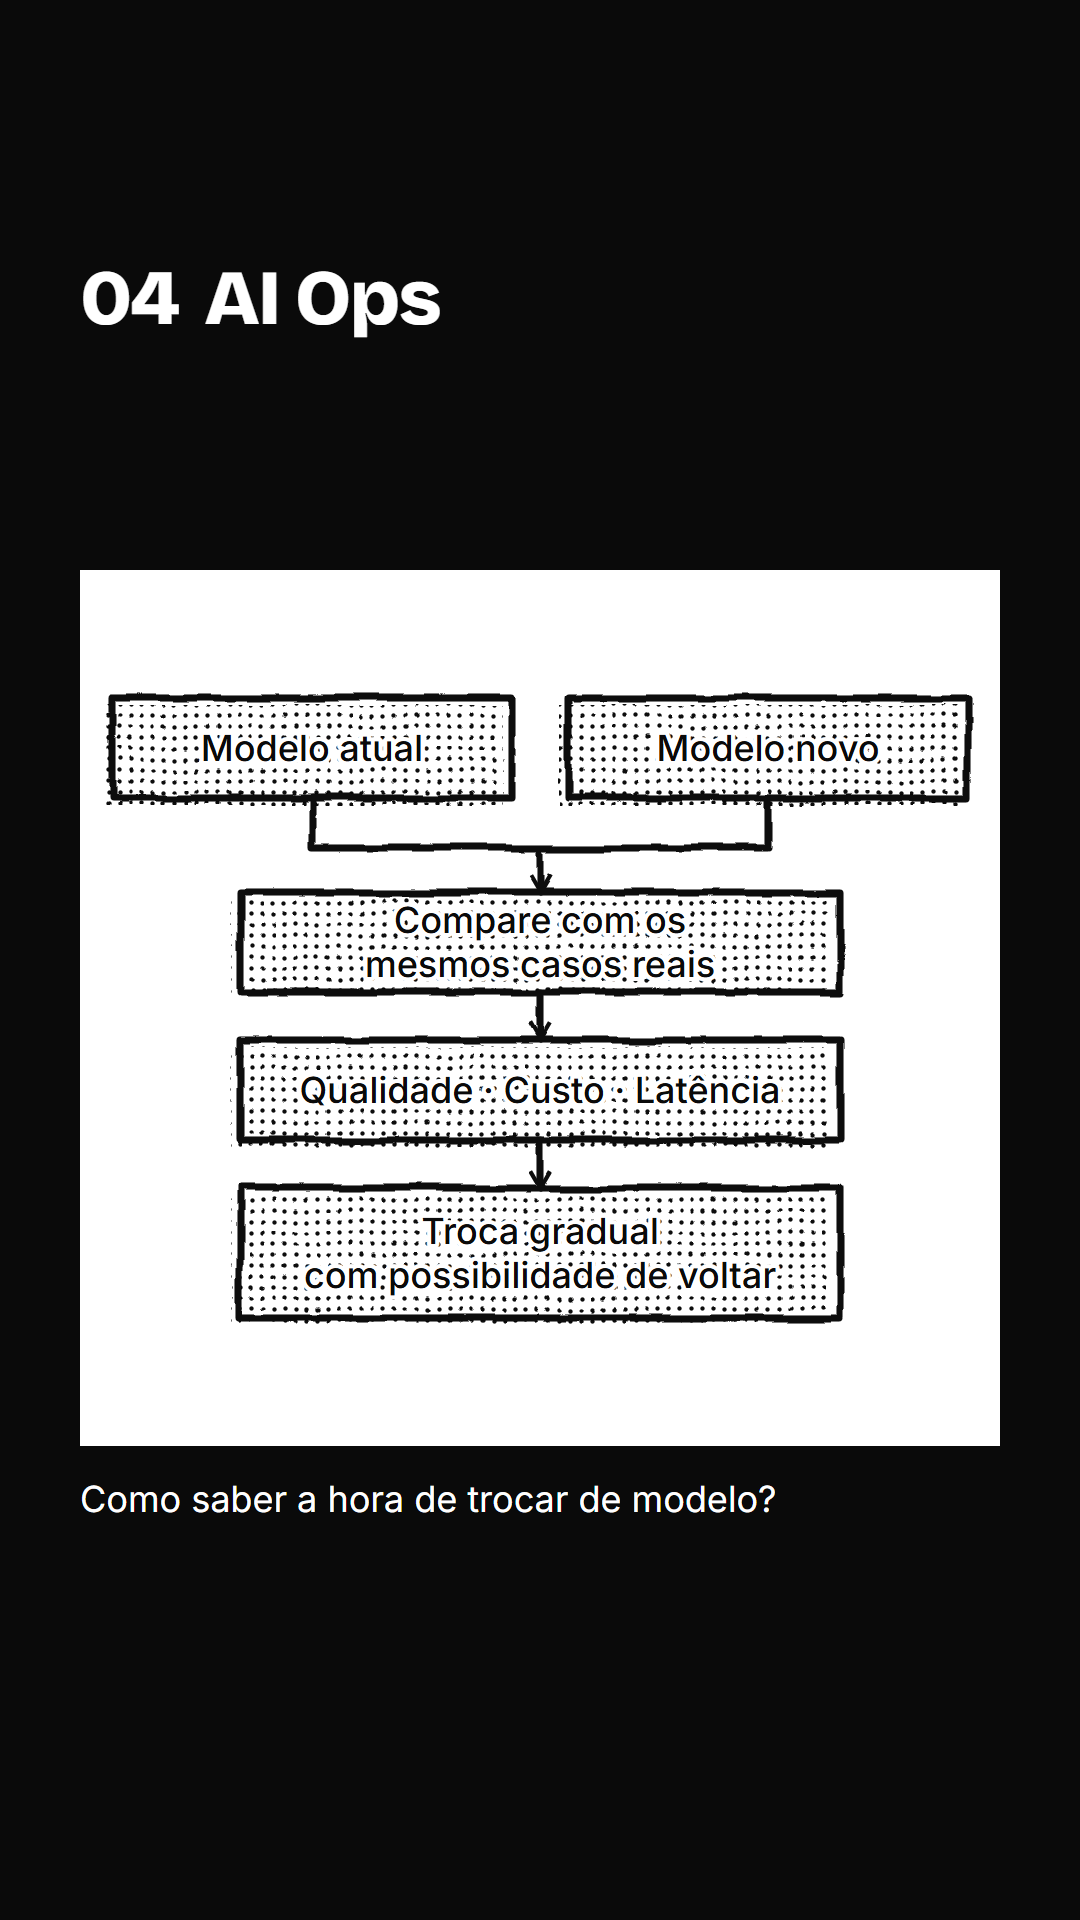 04 AI Ops
Modelo atual
Modelo novo
Compare com os
mesmos casos reais
Qualidade · Custo · Latência
Troca gradual
com possibilidade de voltar
Como saber a hora de trocar de modelo?